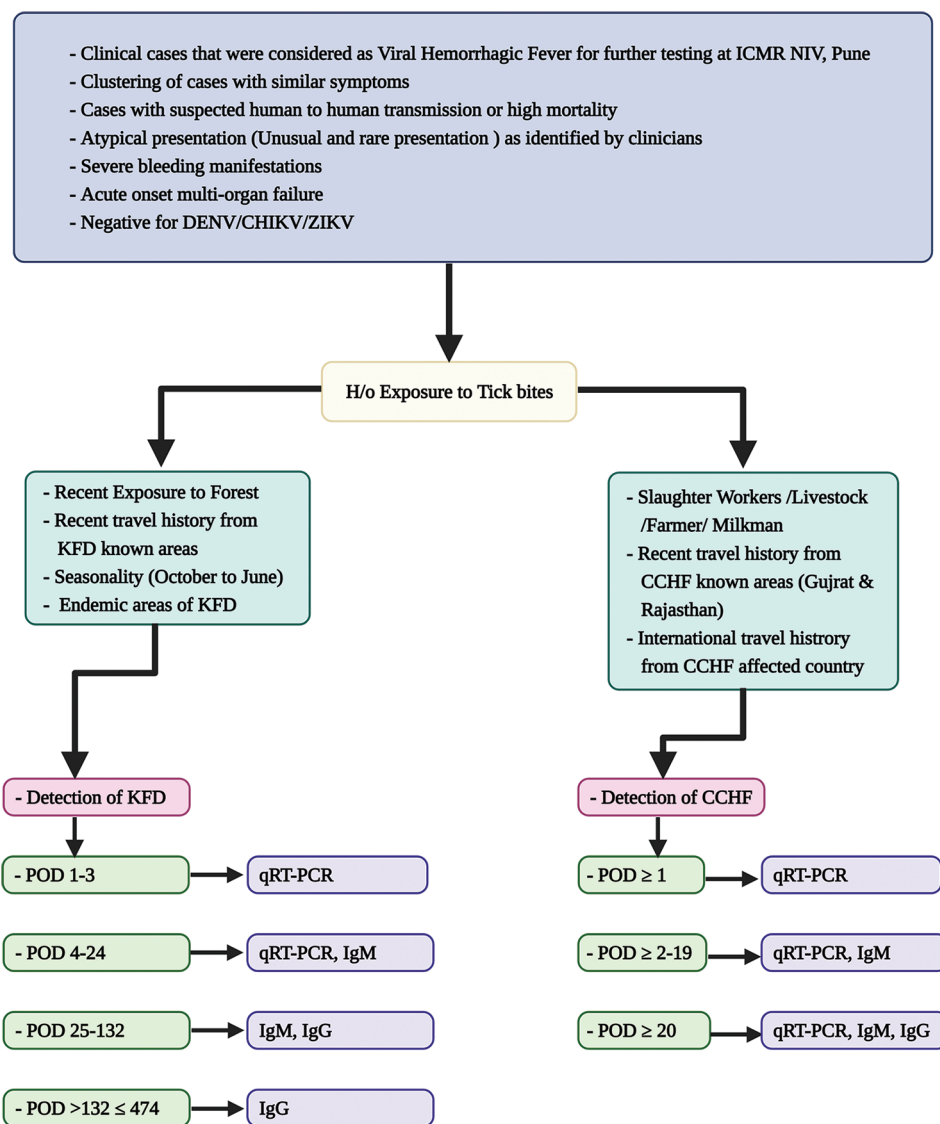 - Clinical cases that were considered as Viral Hemorrhagic Fever for further testing at ICMR NIV, Pune
- Clustering of cases with similar symptoms
- Cases with suspected human to human transmission or high mortality
- Atypical presentation (Unusual and rare presentation ) as identified by clinicians
- Severe bleeding manifestations
- Acute onset multi-organ failure
- Negative for DENV/CHIKV/ZIKV
H/o Exposure to Tick bites
- Recent Exposure to Forest
- Recent travel history from
KFD known areas
- Seasonality (October to June)
- Endemic areas of KFD
- Slaughter Workers /Livestock
/Farmer/ Milkman
- Recent travel history from
CCHF known areas (Gujrat &
Rajasthan)
- International travel histrory
from CCHF affected country
- Detection of KFD
- POD 1-3
qRT-PCR
- POD 4-24
qRT-PCR, IgM
- POD 25-132
IgM, IgG
- POD >132 ≤ 474
IgG
- Detection of CCHF
- POD ≥ 1
qRT-PCR
- POD ≥ 2-19
qRT-PCR, IgM
- POD ≥ 20
qRT-PCR, IgM, IgG